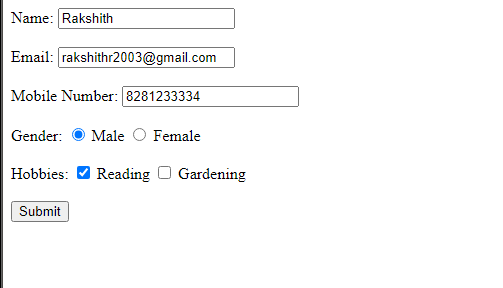 Name: Rakshith
Email: rakshithr2003@gmail.com
Mobile Number: 8281233334
Gender: Male Female
Hobbies: Reading Gardening
Submit